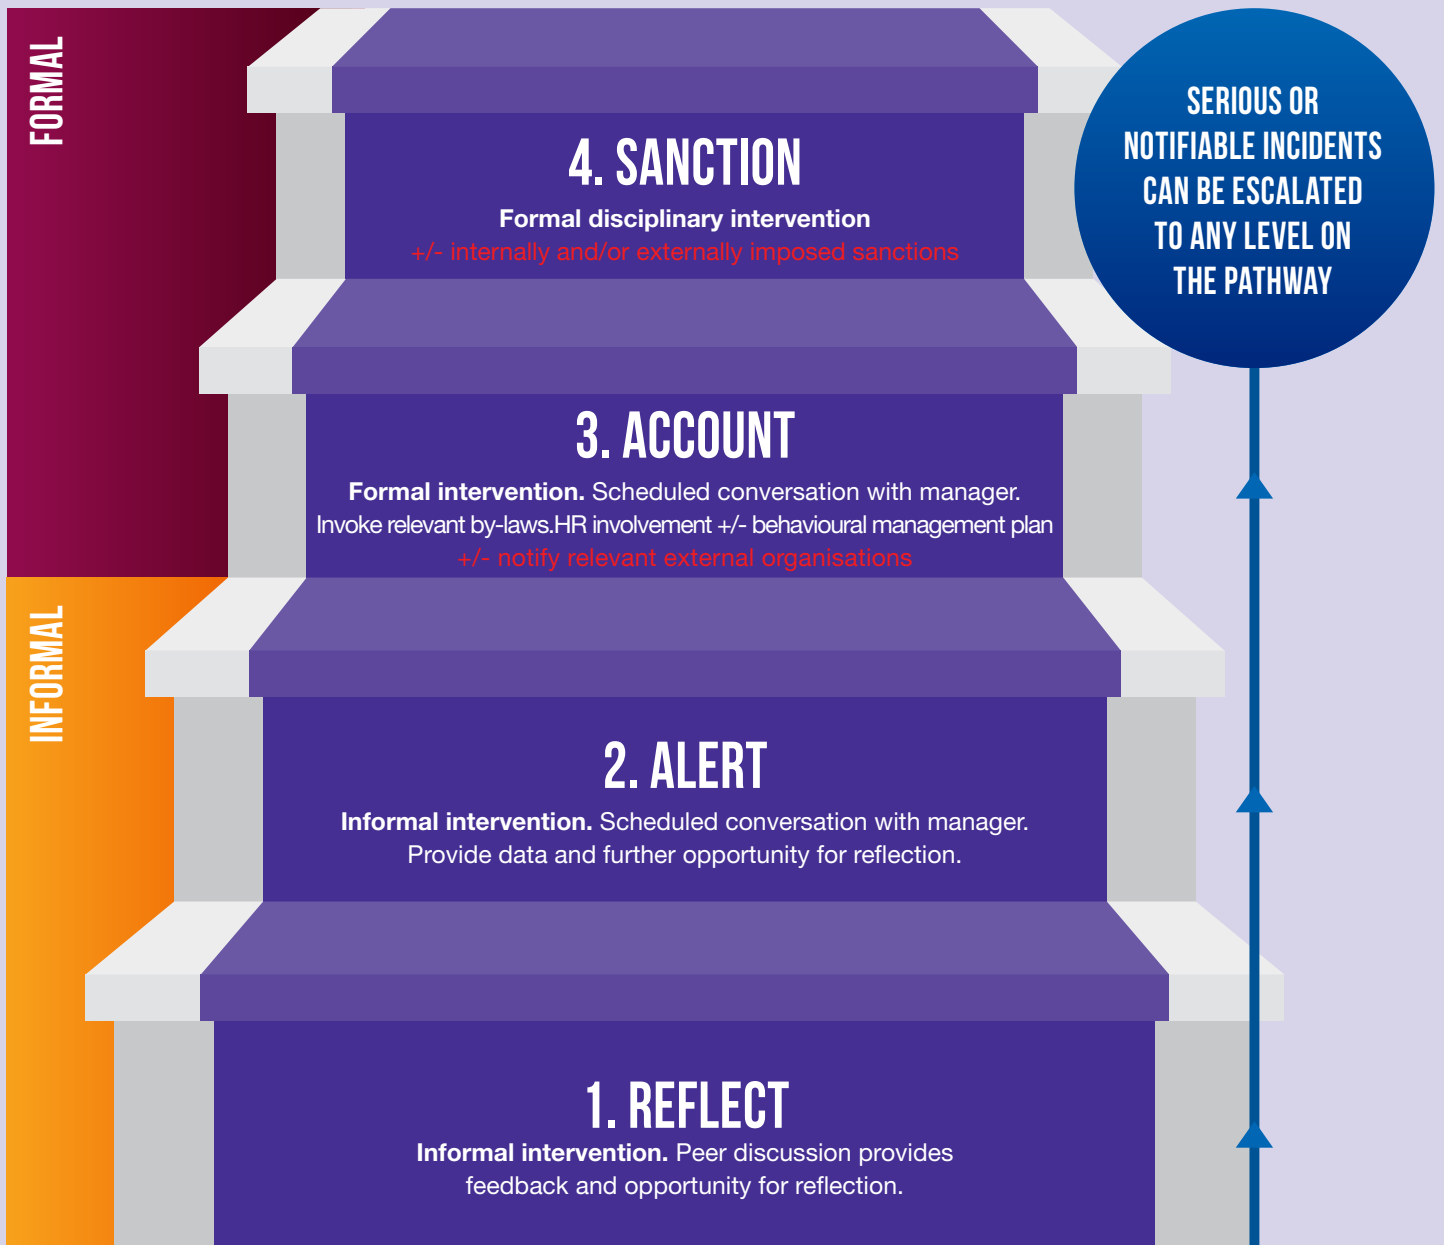 FORMAL
4. SANCTION
Formal disciplinary intervention
+/- internally and/or externally imposed sanctions
SERIOUS OR
NOTIFIABLE INCIDENTS
CAN BE ESCALATED
TO ANY LEVEL ON
THE PATHWAY
3. ACCOUNT
Formal intervention. Scheduled conversation with manager.
Invoke relevant by-laws.HR involvement +/- behavioural management plan
+/- notify relevant external organisations
INFORMAL
2. ALERT
Informal intervention. Scheduled conversation with manager.
Provide data and further opportunity for reflection.
1. REFLECT
Informal intervention. Peer discussion provides
feedback and opportunity for reflection.